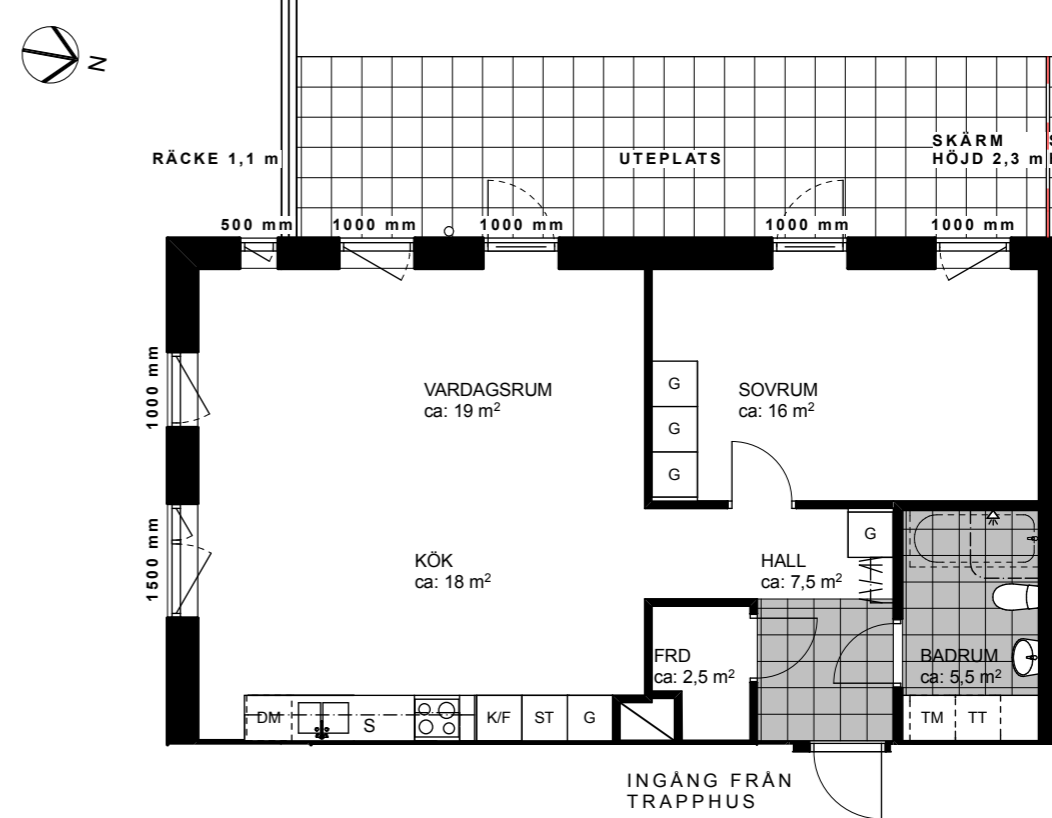 N
SKÄRM
RÄCKE 1,1 m
UTEPLATS
HÖJD 2,3 m
500 mm
1000 mm
1000 mm
1000 mm
1000 mm
1000 mm
VARDAGSRUM
ca: 19 m²
G
G
G
SOVRUM
ca: 16 m²
1500 mm
KÖK
ca: 18 m²
HALL
ca: 7,5 m²
G
FRD
ca: 2,5 m²
BADRUM
ca: 5,5 m²
DM
S
K/F
ST
G
TM
TT
INGÅNG FRÅN
TRAPPHUS